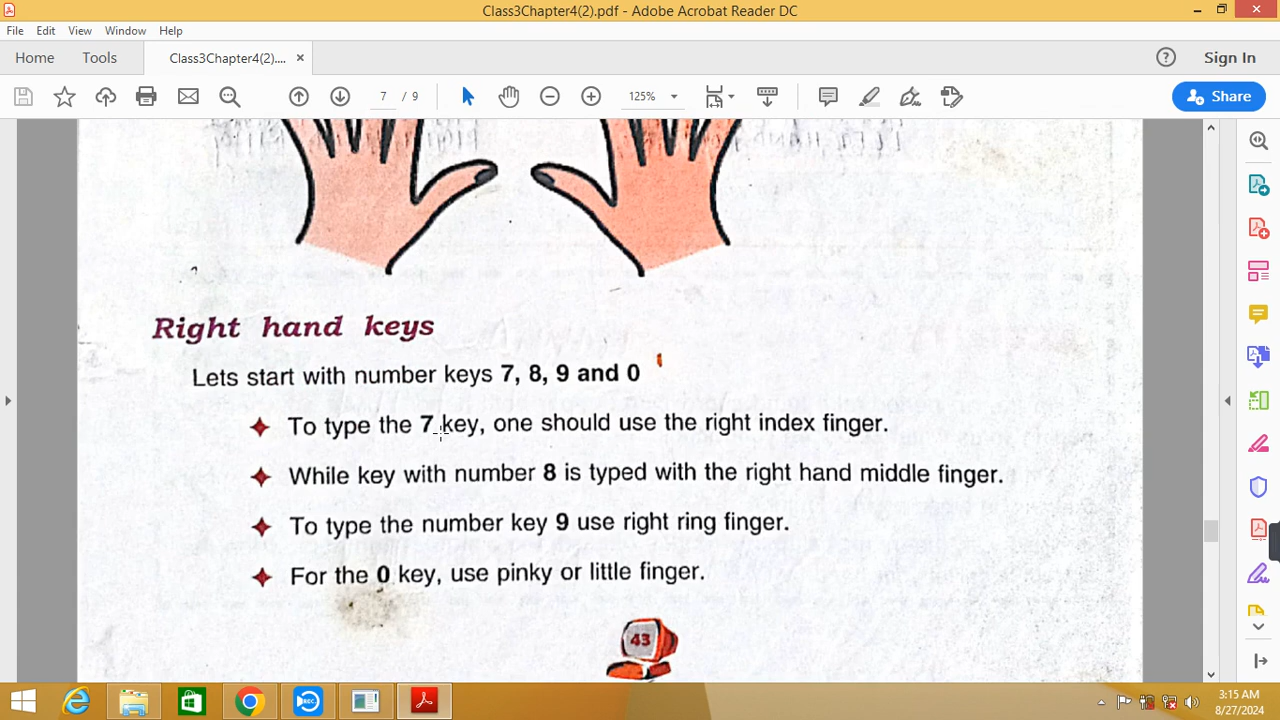 Class3Chapter4(2).pdf - Adobe Acrobat Reader DC
File Edit View Window Help
Home Tools Class3Chapter4(2).... × Sign In
7 / 9 125% Share
Right hand keys
Lets start with number keys 7, 8, 9 and 0
To type the 7 key, one should use the right index finger.
While key with number 8 is typed with the right hand middle finger.
To type the number key 9 use right ring finger.
For the 0 key, use pinky or little finger.
43
REC
3:15 AM
8/27/2024